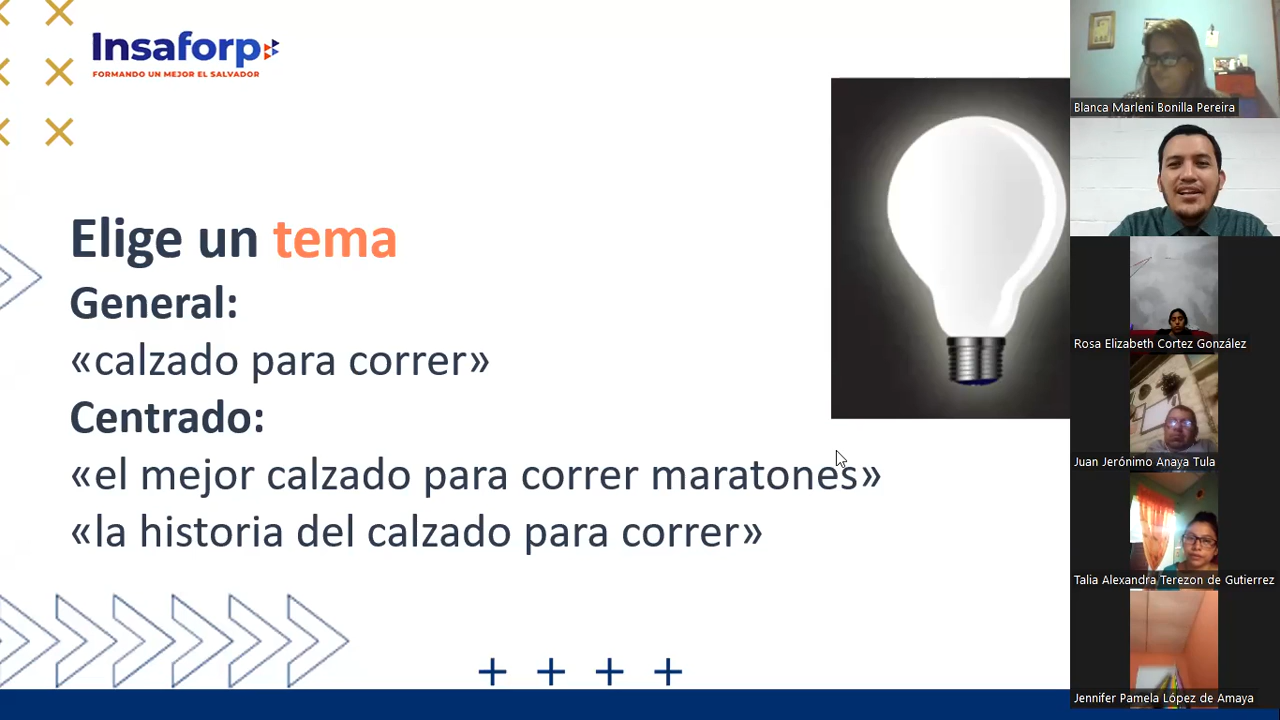 Insaforp
FORMANDO UN MEJOR EL SALVADOR
Elige un tema
General:
«calzado para correr»
Centrado:
«el mejor calzado para correr maratones»
«la historia del calzado para correr»
Blanca Marleni Bonilla Pereira
Rosa Elizabeth Cortez González
Juan Jerónimo Anaya Tula
Talia Alexandra Terezon de Gutierrez
Jennifer Pamela López de Amaya